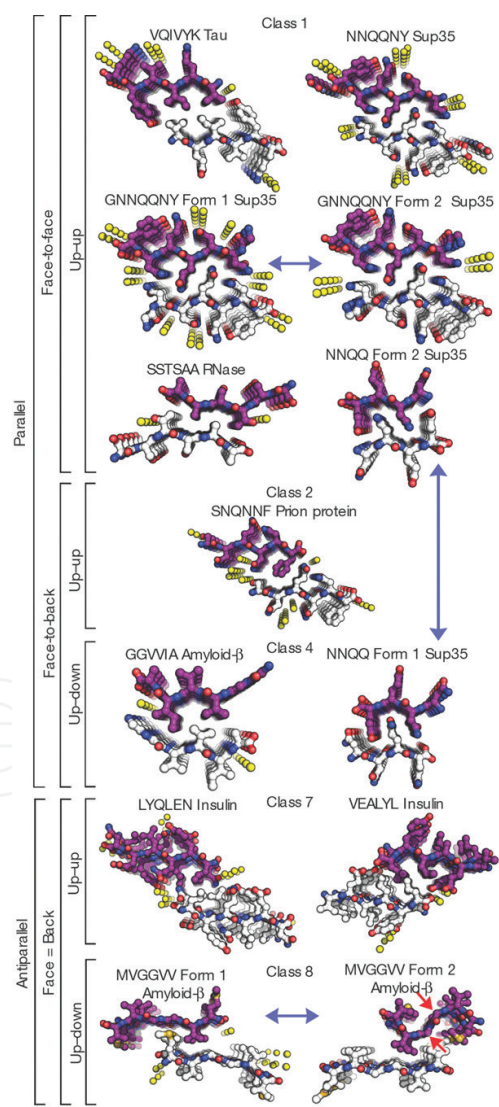 Class 1
VQIVYK Tau
NNQQNY Sup35
GNNQQNY Form 1 Sup35
GNNQQNY Form 2 Sup35
SSTSAA RNase
NNQQ Form 2 Sup35
Class 2
SNQNNF Prion protein
Class 4
GGVVIA Amyloid-β
NNQQ Form 1 Sup35
Class 7
LYQLEN Insulin
VEALYL Insulin
Class 8
MVGGVV Form 1
Amyloid-β
MVGGVV Form 2
Amyloid-β
Parallel
Face-to-face
Up-up
Face-to-back
Up-up
Up-down
Antiparallel
Face = Back
Up-up
Up-down